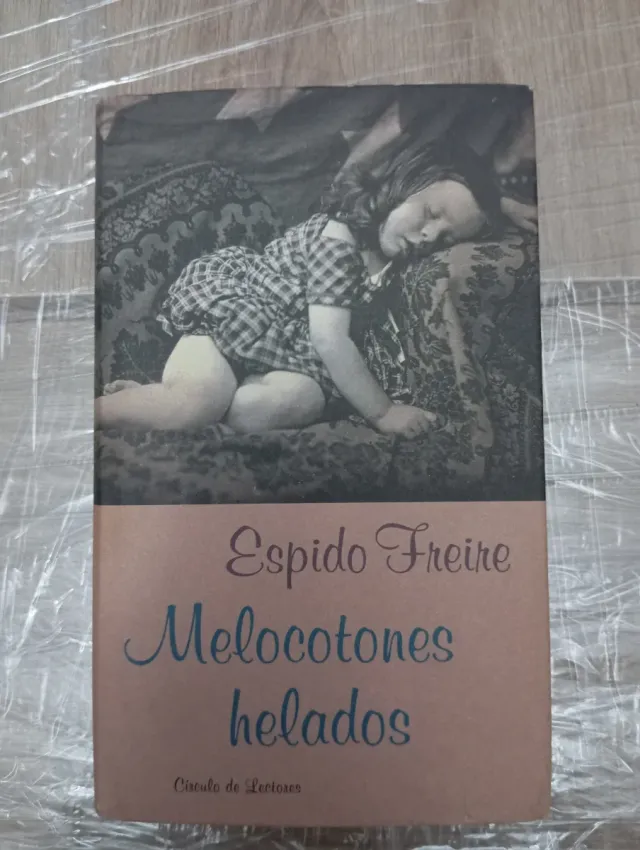 Espido Freire
Melocotones
helados
Círculo de Lectores